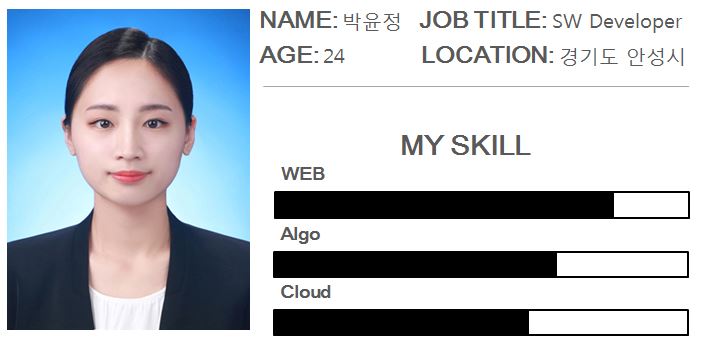 NAME: 박윤정 JOB TITLE: SW Developer
AGE: 24 LOCATION: 경기도 안성시
MY SKILL
WEB
Algo
Cloud